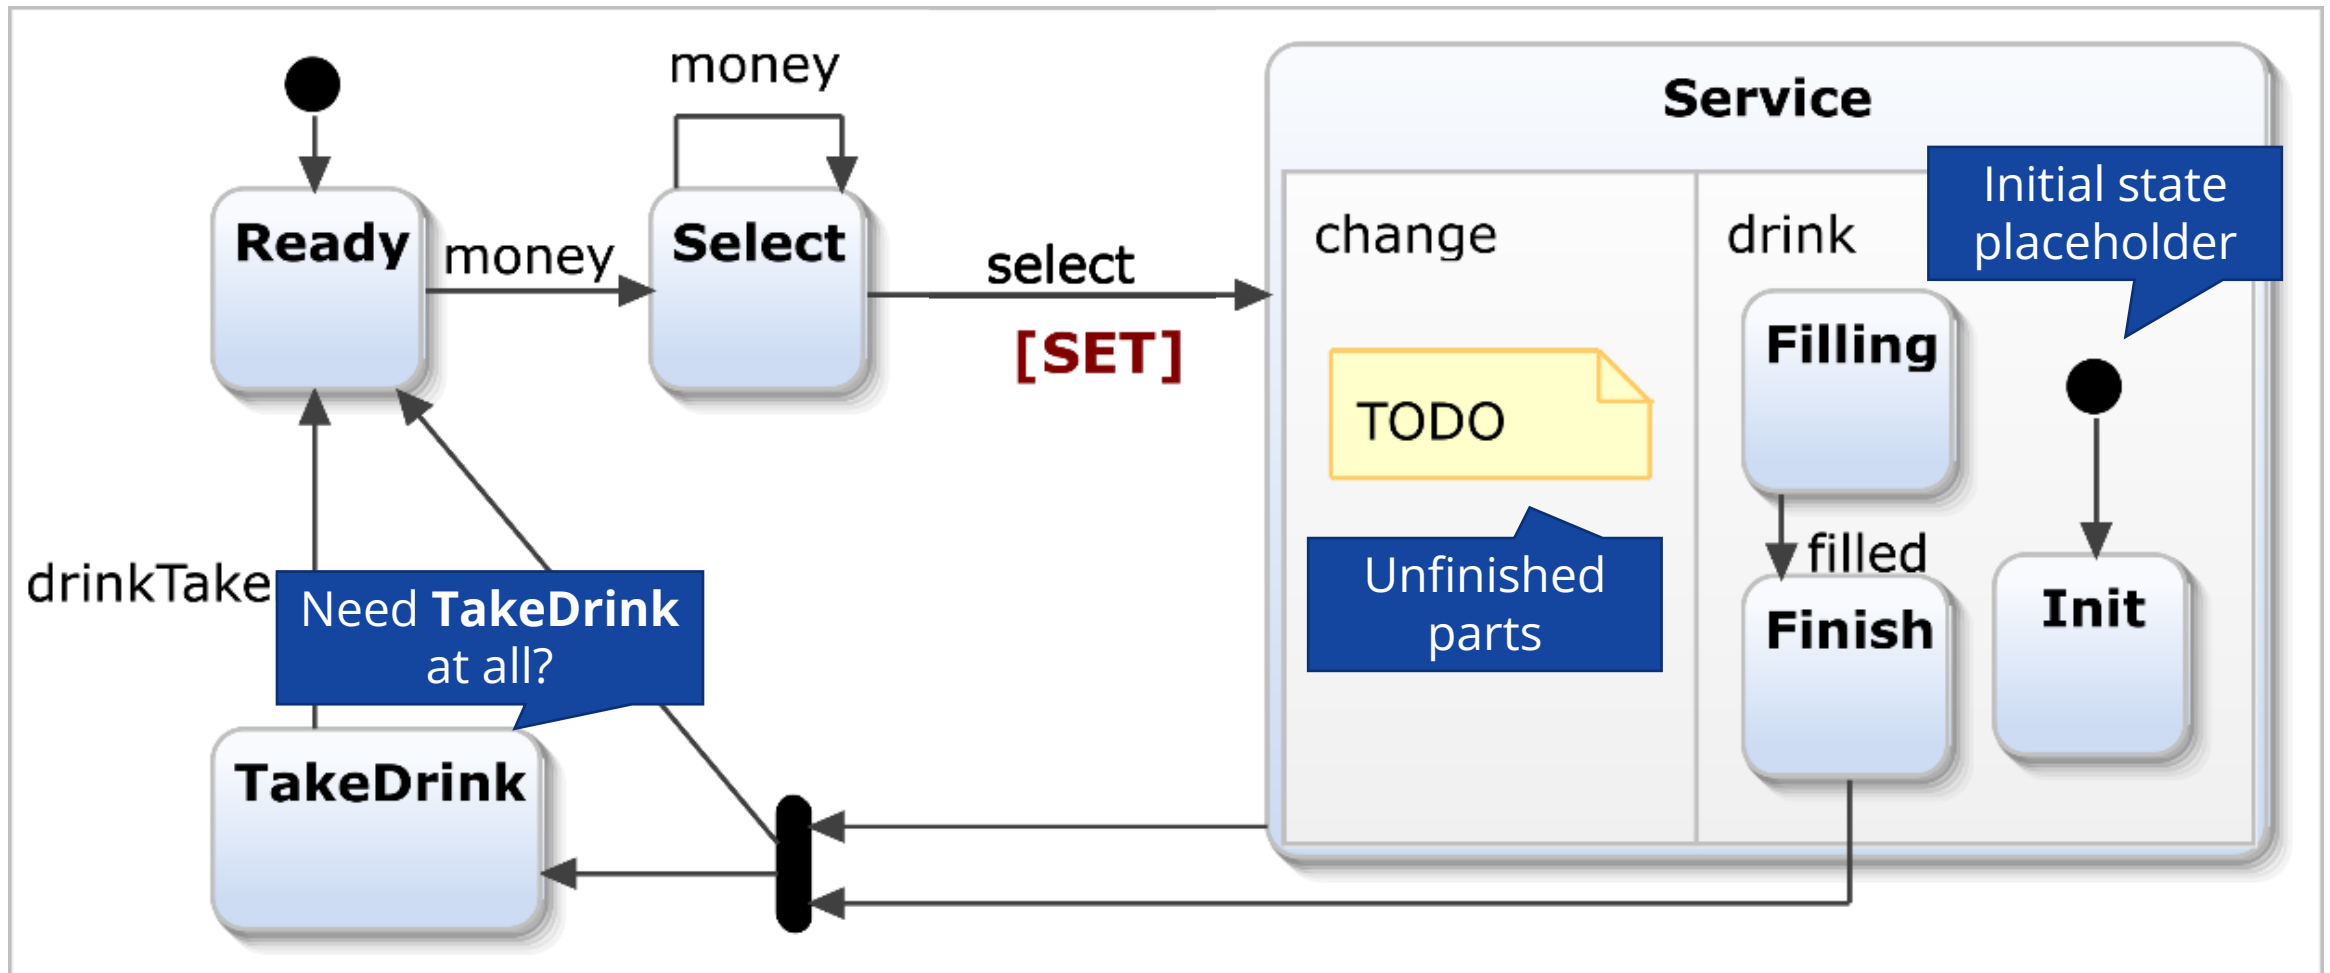 money
Service
Initial state
placeholder
Ready
money
Select
select
[SET]
change
drink
TODO
Filling
Unfinished
parts
filled
Finish
Init
drinkTake
Need TakeDrink
at all?
TakeDrink